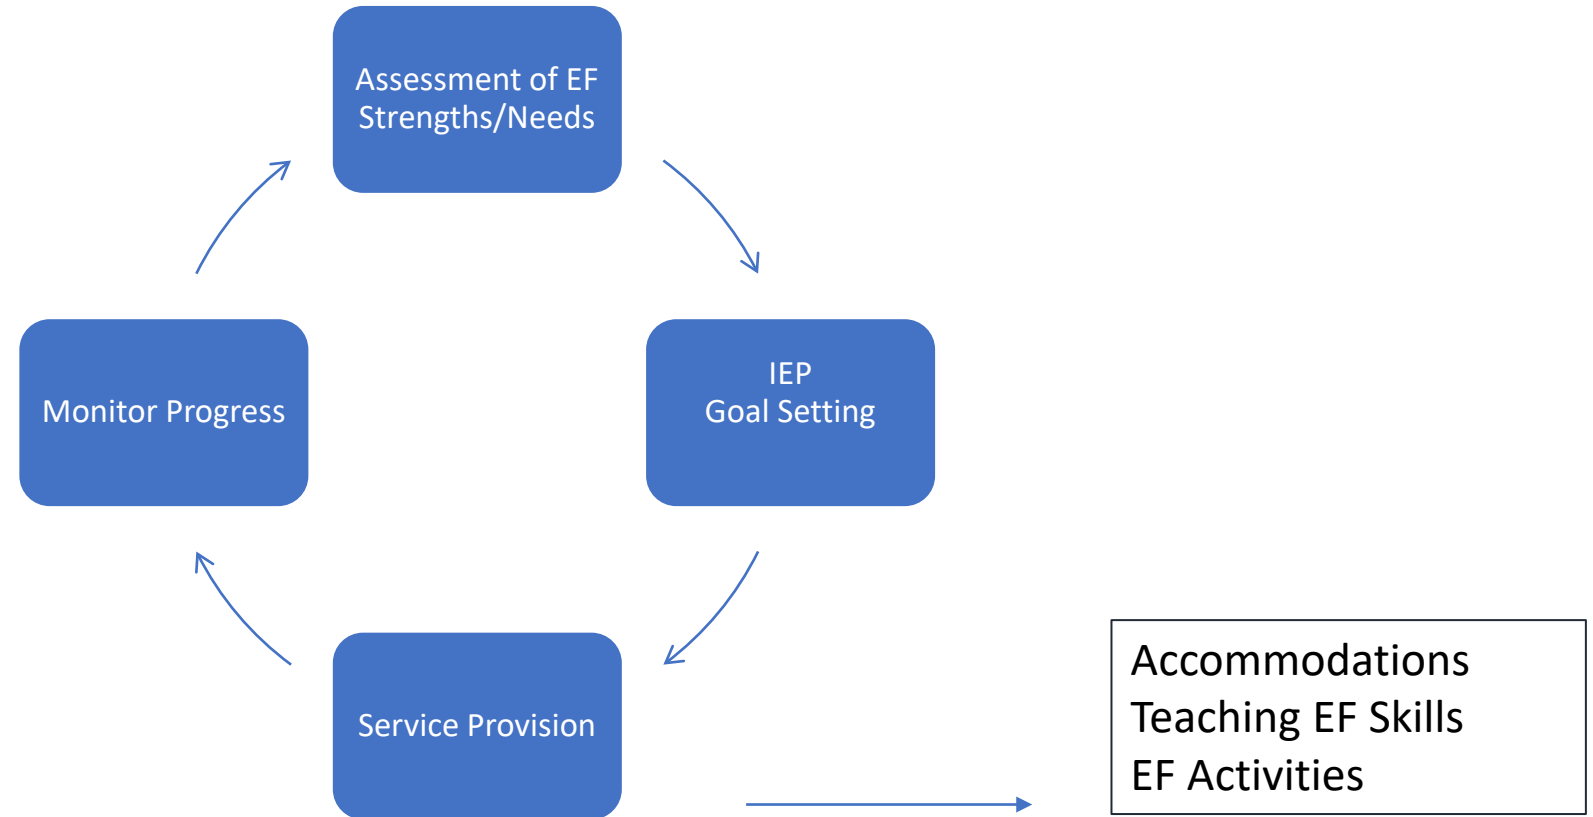 Assessment of EF
Strengths/Needs
IEP
Goal Setting
Service Provision
Monitor Progress
Accommodations
Teaching EF Skills
EF Activities